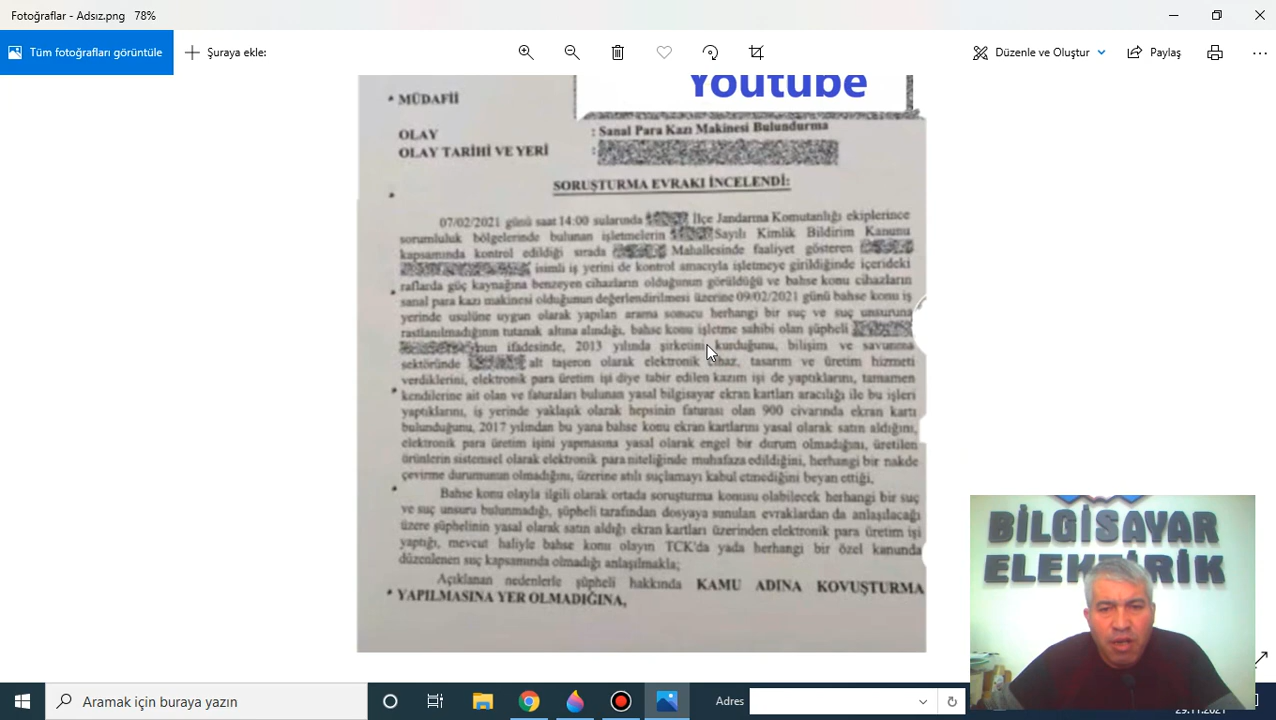 Fotoğraflar - Adsız.png   78%
Tüm fotoğrafları görüntüle
Şuraya ekle:
Düzenle ve Oluştur
Paylaş
Youtube
* MÜDAFİİ
OLAY : Sanal Para Kazı Makinesi Bulundurma
OLAY TARİHİ VE YERİ :
SORUŞTURMA EVRAKI İNCELENDİ:
07/02/2021 günü saat 14:00 sularında İlçe Jandarma Komutanlığı ekiplerince
sorumluluk bölgelerinde bulunan işletmelerin Sayılı Kimlik Bildirim Kanunu
kapsamında kontrol edildiği sırada Mahallesinde faaliyet gösteren
isimli iş yerini de kontrol amacıyla işletmeye girildiğinde içerideki
raflarda güç kaynağına benzeyen cihazların olduğunun görüldüğü ve bahse konu cihazların
sanal para kazı makinesi olduğunun değerlendirilmesi üzerine 09/02/2021 günü bahse konu iş
yerinde usulüne uygun olarak yapılan arama sonucu herhangi bir suç ve suç unsuruna
rastlanılmadığının tutanak altına alındığı, bahse konu işletme sahibi olan şüpheli
nun ifadesinde, 2013 yılında şirketini kurduğunu, bilişim ve savunma
sektöründe alt taşeron olarak elektronik cihaz, tasarım ve üretim hizmeti
verdiklerini, elektronik para üretim işi diye tabir edilen kazım işi de yaptıklarını, tamamen
kendilerine ait olan ve faturaları bulunan yasal bilgisayar ekran kartları aracılığı ile bu işleri
yaptıklarını, iş yerinde yaklaşık olarak hepsinin faturası olan 900 civarında ekran kartı
bulunduğunu, 2017 yılından bu yana bahse konu ekran kartlarını yasal olarak satın aldığını,
elektronik para üretim işini yapmasına yasal olarak engel bir durum olmadığını, üretilen
ürünlerin sistemsel olarak elektronik para niteliğinde muhafaza edildiğini, herhangi bir nakde
çevirme durumunun olmadığını, üzerine atılı suçlamayı kabul etmediğini beyan ettiği,
Bahse konu olayla ilgili olarak ortada soruşturma konusu olabilecek herhangi bir suç
ve suç unsuru bulunmadığı, şüpheli tarafından dosyaya sunulan evraklardan da anlaşılacağı
üzere şüphelinin yasal olarak satın aldığı ekran kartları üzerinden elektronik para üretim işi
yaptığı, mevcut haliyle bahse konu olayın TCK'da yada herhangi bir özel kanunda
düzenlenen suç kapsamında olmadığı anlaşılmakla;
Açıklanan nedenlerle şüpheli hakkında KAMU ADINA KOVUŞTURMA
* YAPILMASINA YER OLMADIĞINA,
BİLGİSAYAR
ELEKTRİK
Aramak için buraya yazın
Adres
29.11.2021